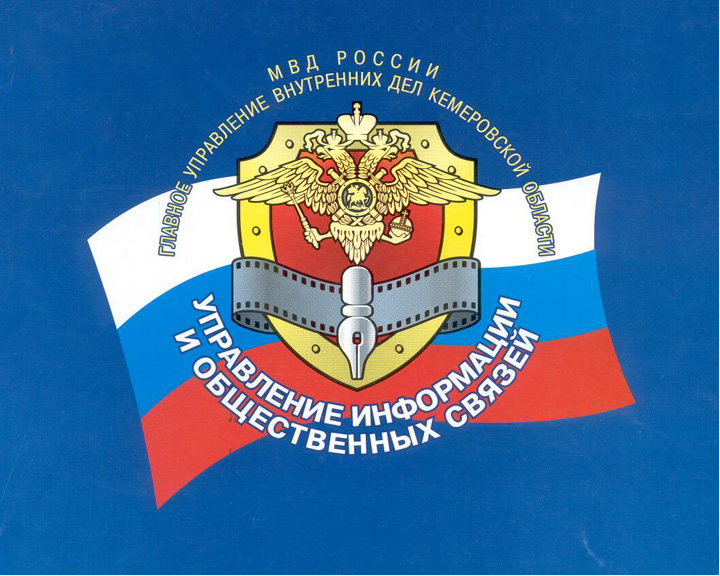 МВД РОССИИ
ГЛАВНОЕ УПРАВЛЕНИЕ ВНУТРЕННИХ ДЕЛ КЕМЕРОВСКОЙ ОБЛАСТИ
УПРАВЛЕНИЕ ИНФОРМАЦИИ
И ОБЩЕСТВЕННЫХ СВЯЗЕЙ